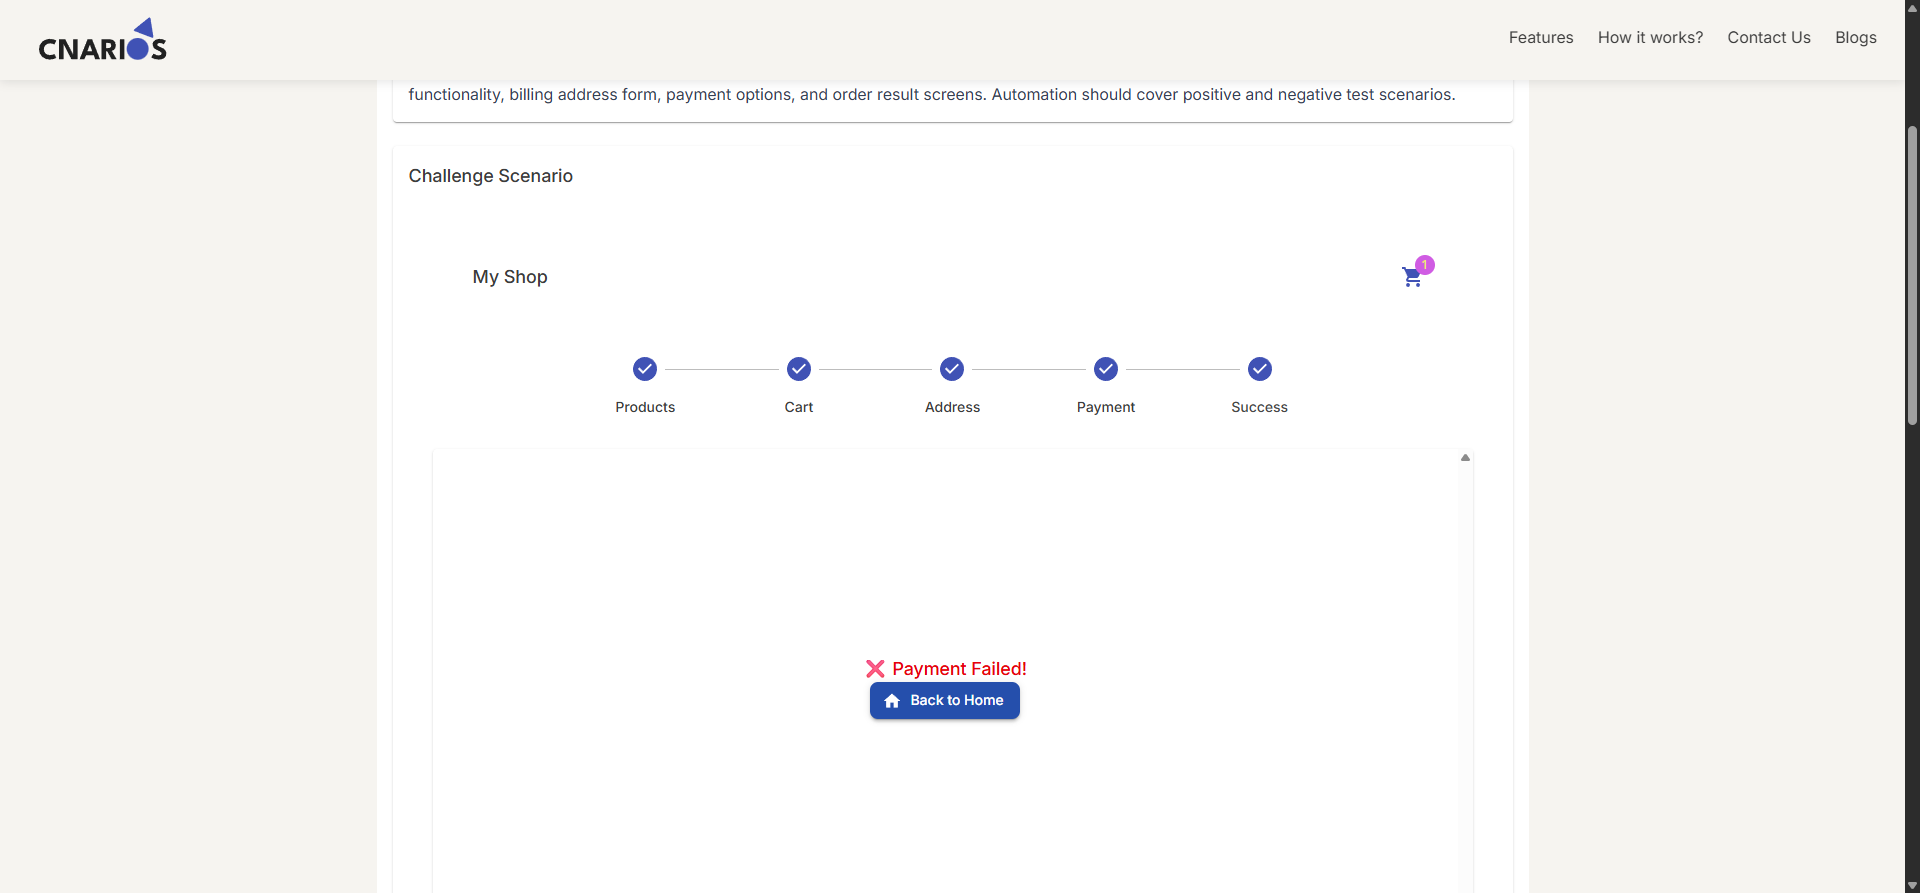 CNARIOS
Features How it works? Contact Us Blogs
functionality, billing address form, payment options, and order result screens. Automation should cover positive and negative test scenarios.
Challenge Scenario
My Shop
1
Products Cart Address Payment Success
❌ Payment Failed!
Back to Home